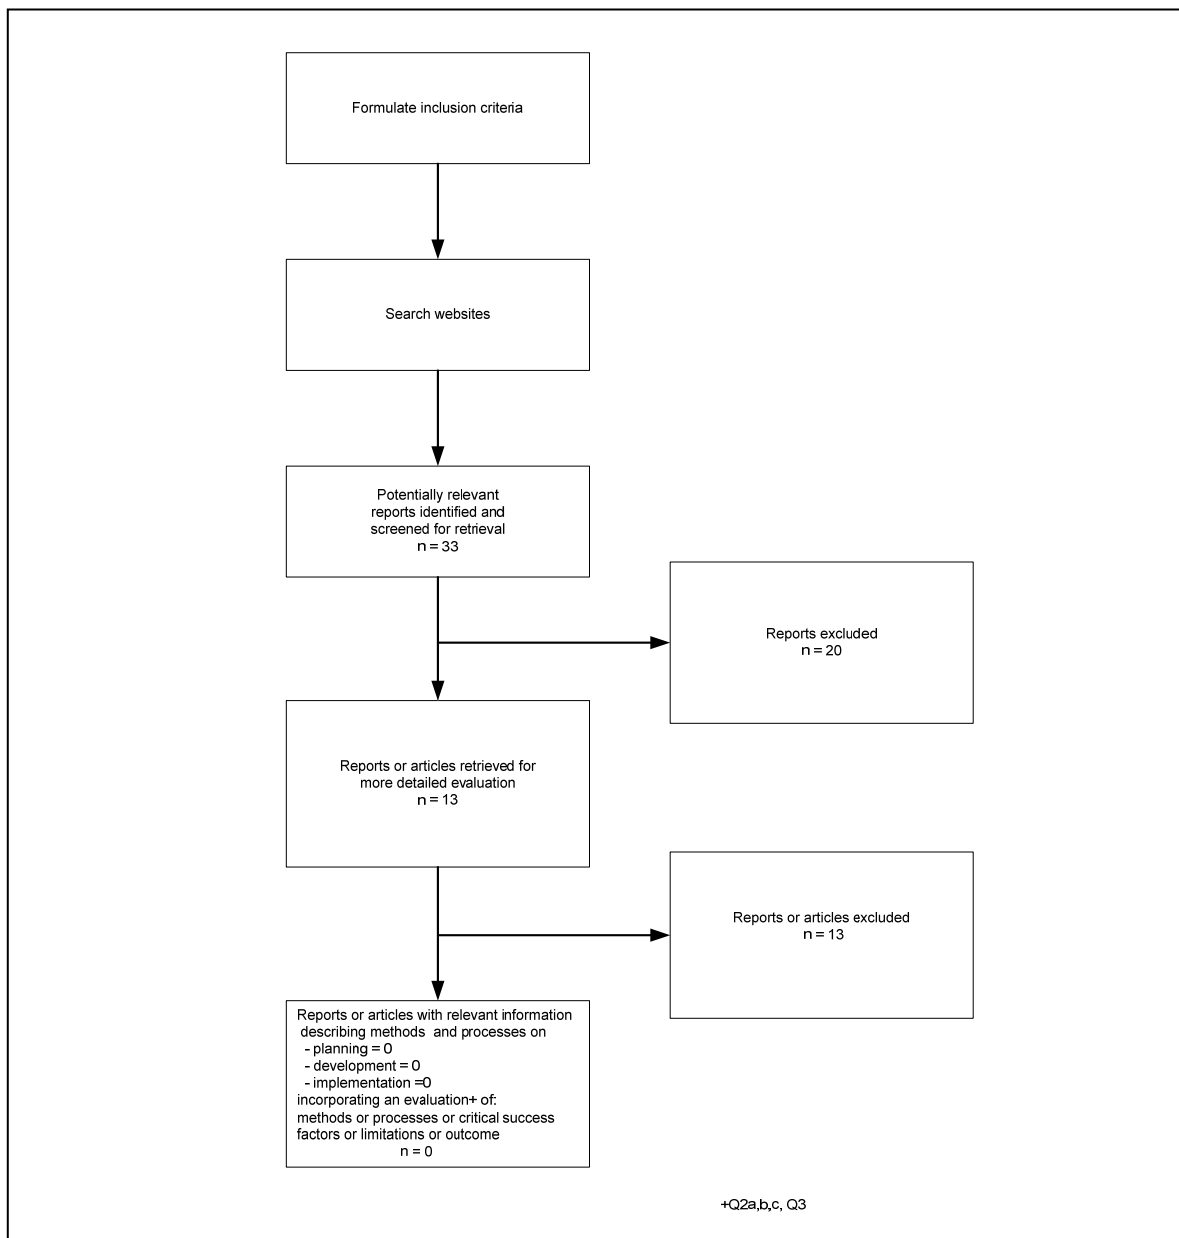 Formulate inclusion criteria
Search websites
Potentially relevant
reports identified and
screened for retrieval
n = 33
Reports excluded
n = 20
Reports or articles retrieved for
more detailed evaluation
n = 13
Reports or articles excluded
n = 13
Reports or articles with relevant information
describing methods and processes on
- planning = 0
- development = 0
- implementation =0
incorporating an evaluation+ of:
methods or processes or critical success
factors or limitations or outcome
n = 0
+Q2a,b,c, Q3